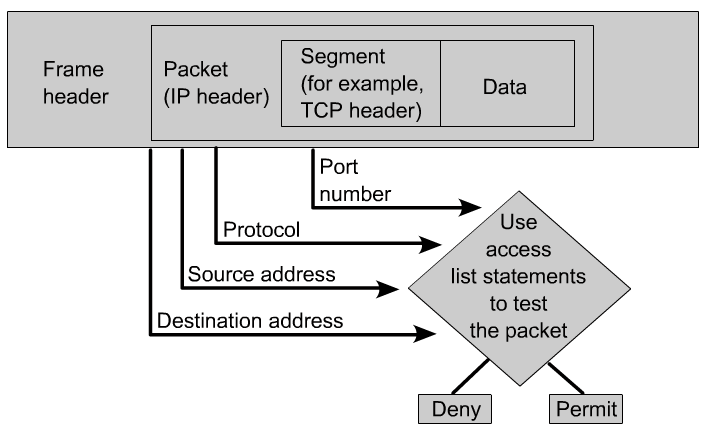 Frame
header
Packet
(IP header)
Segment
(for example,
TCP header)
Data
Port
number
Protocol
Source address
Destination address
Use
access
list statements
to test
the packet
Deny
Permit